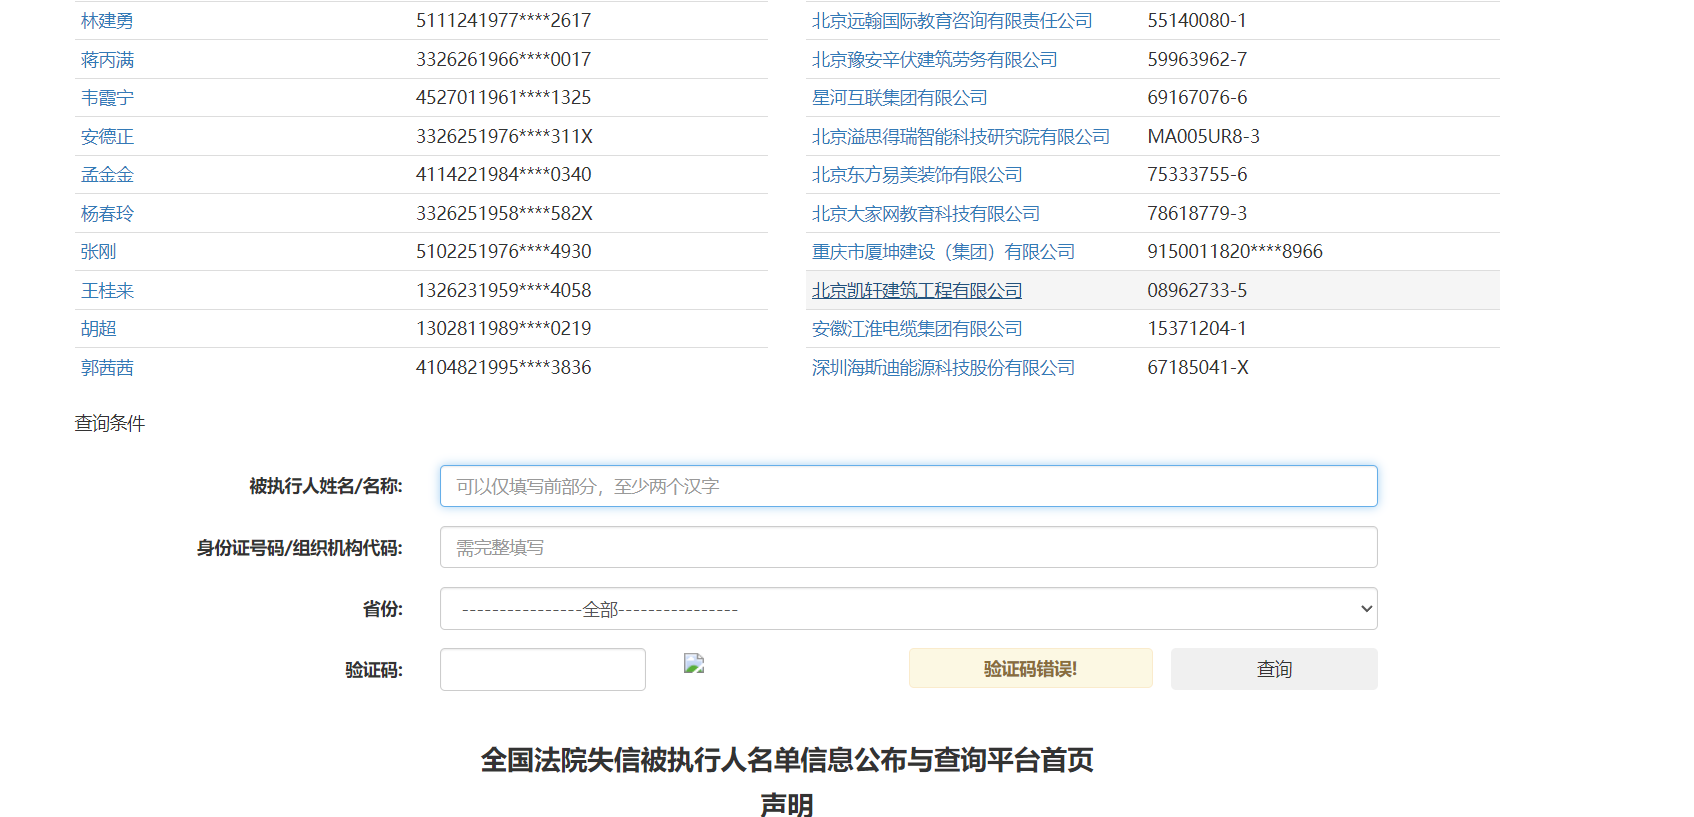 林建勇 5111241977****2617 北京远翰国际教育咨询有限责任公司 55140080-1
蒋丙满 3326261966****0017 北京豫安辛伏建筑劳务有限公司 59963962-7
韦霞宁 4527011961****1325 星河互联集团有限公司 69167076-6
安德正 3326251976****311X 北京溢思得瑞智能科技研究院有限公司 MA005UR8-3
孟金金 4114221984****0340 北京东方易美装饰有限公司 75333755-6
杨春玲 3326251958****582X 北京大家网教育科技有限公司 78618779-3
张刚 5102251976****4930 重庆市厦坤建设（集团）有限公司 9150011820****8966
王桂来 1326231959****4058 北京凯轩建筑工程有限公司 08962733-5
胡超 1302811989****0219 安徽江淮电缆集团有限公司 15371204-1
郭茜茜 4104821995****3836 深圳海斯迪能源科技股份有限公司 67185041-X
查询条件
被执行人姓名/名称: 可以仅填写前部分，至少两个汉字
身份证号码/组织机构代码: 需完整填写
省份: ----------------全部----------------
验证码: 验证码错误! 查询
全国法院失信被执行人名单信息公布与查询平台首页
声明